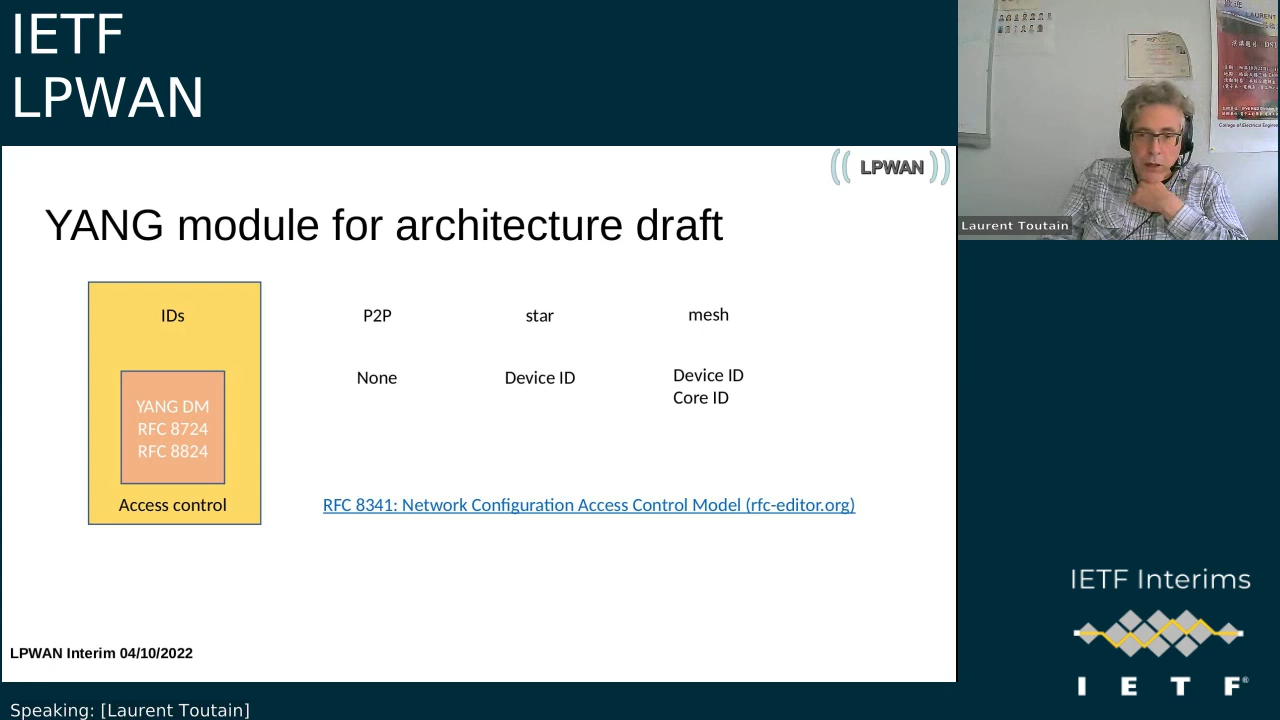 IETF
LPWAN
LPWAN
YANG module for architecture draft
IDs
P2P
star
mesh
None
Device ID
Device ID
Core ID
YANG DM
RFC 8724
RFC 8824
Access control
RFC 8341: Network Configuration Access Control Model (rfc-editor.org)
LPWAN Interim 04/10/2022
Laurent Toutain
IETF Interims
I E T F®
Speaking: [Laurent Toutain]